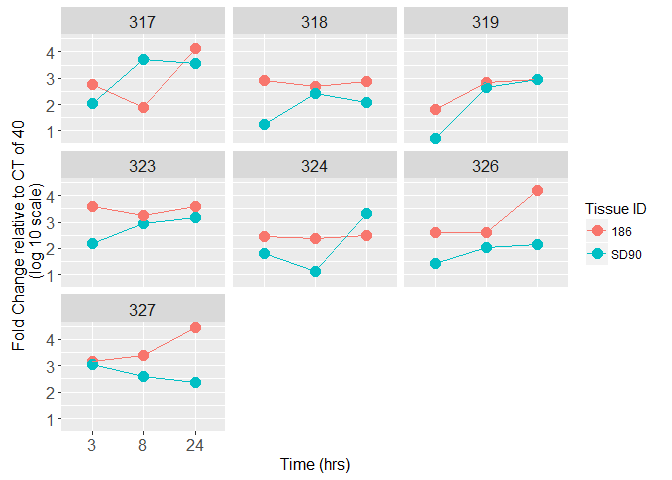 317 318 319
4
3
2
1
323 324 326
4
3
2
1
327
4
3
2
1
3 8 24
Time (hrs)
Fold Change relative to CT of 40
(log 10 scale)
Tissue ID
186
SD90